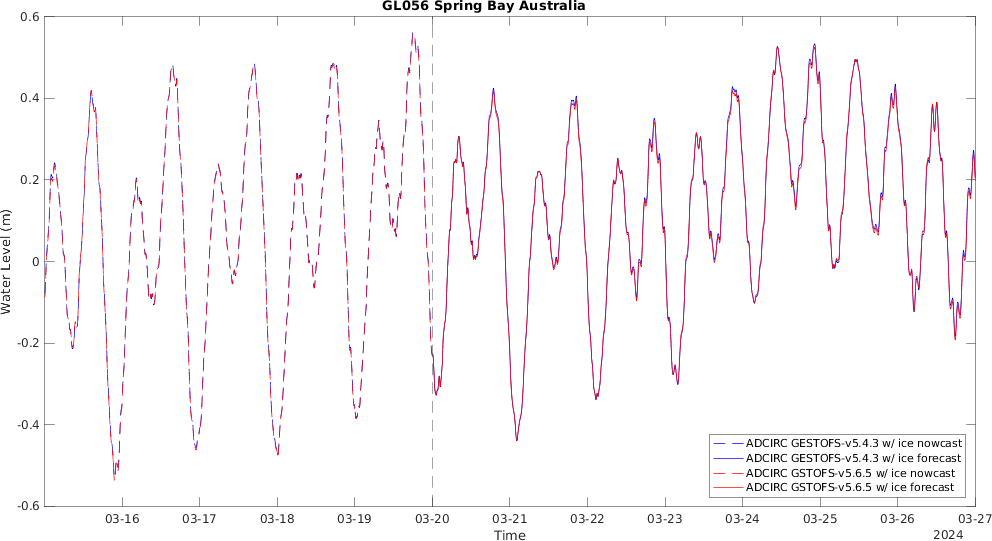 GL056 Spring Bay Australia
Water Level (m)
0.6
0.4
0.2
0
-0.2
-0.4
-0.6
ADCIRC GESTOFS-v5.4.3 w/ ice nowcast
ADCIRC GESTOFS-v5.4.3 w/ ice forecast
ADCIRC GSTOFS-v5.6.5 w/ ice nowcast
ADCIRC GSTOFS-v5.6.5 w/ ice forecast
03-16 03-17 03-18 03-19 03-20 03-21 03-22 03-23 03-24 03-25 03-26 03-27
Time
2024